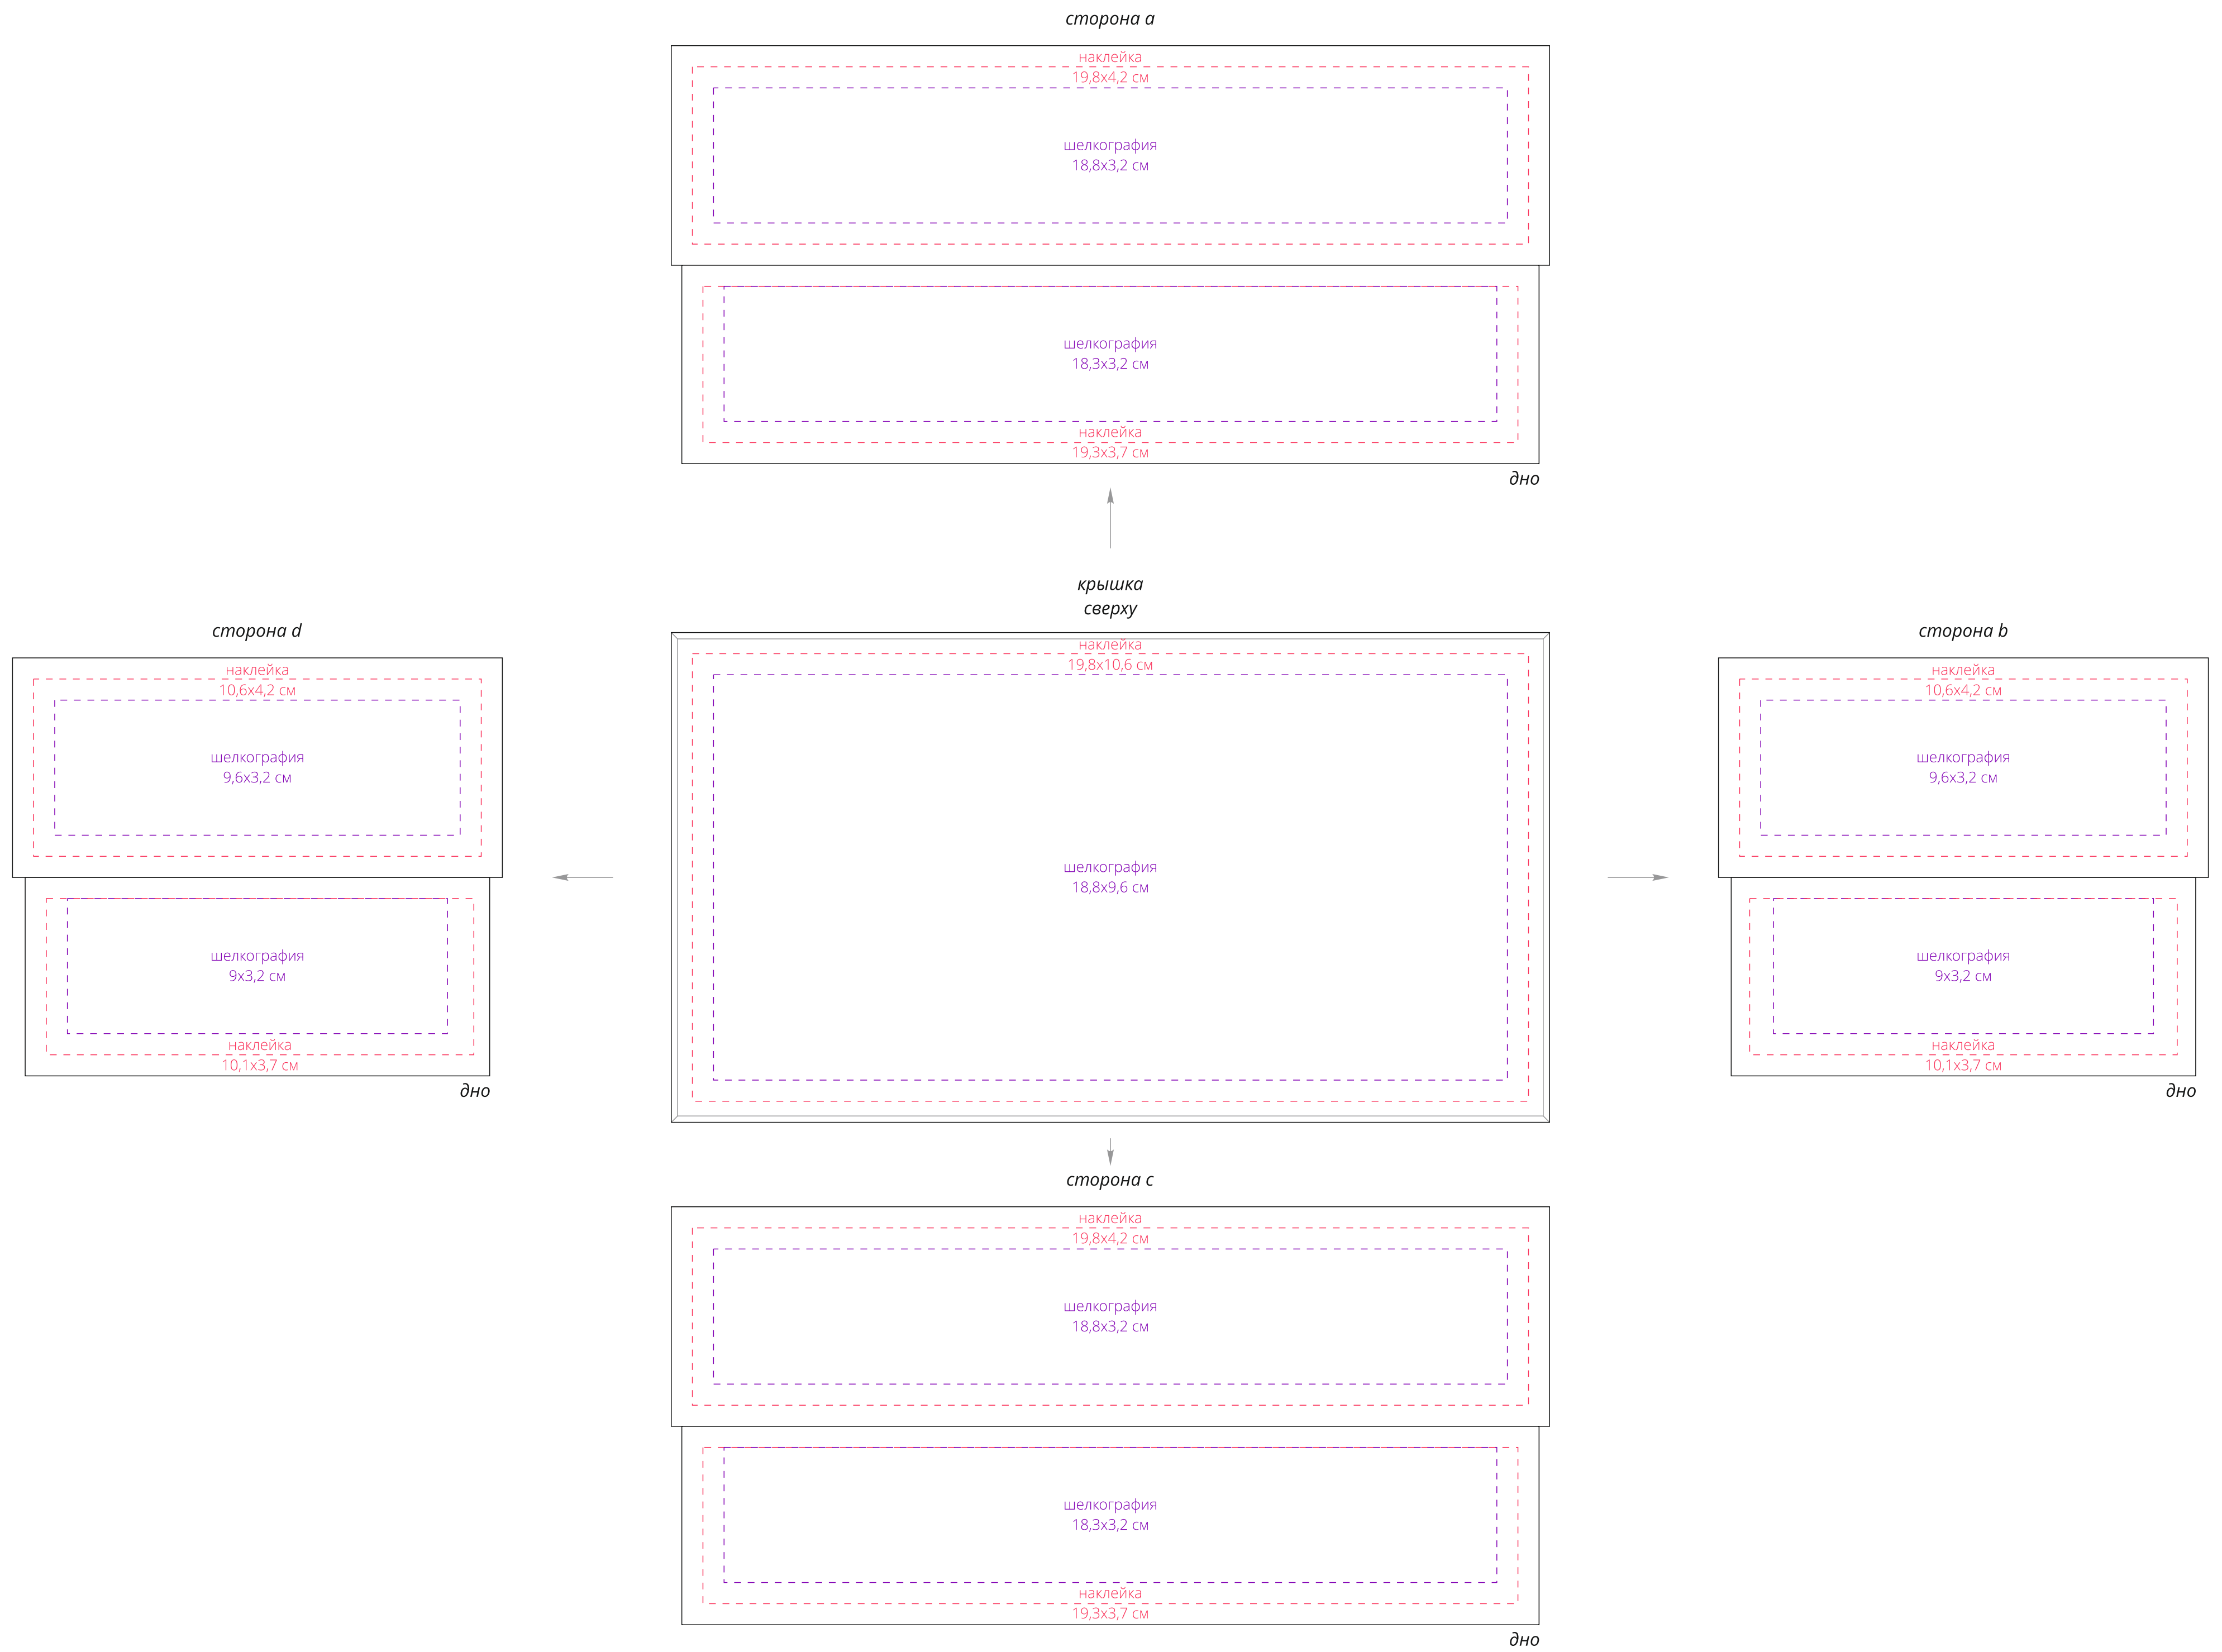 сторона a
наклейка
19,8x4,2 см
шелкография
18,8x3,2 см
шелкография
18,3x3,2 см
наклейка
19,3x3,7 см
дно
крышка
сверху
наклейка
19,8x10,6 см
шелкография
18,8x9,6 см
сторона d
наклейка
10,6x4,2 см
шелкография
9,6x3,2 см
шелкография
9x3,2 см
наклейка
10,1x3,7 см
дно
сторона b
наклейка
10,6x4,2 см
шелкография
9,6x3,2 см
шелкография
9x3,2 см
наклейка
10,1x3,7 см
дно
сторона c
наклейка
19,8x4,2 см
шелкография
18,8x3,2 см
шелкография
18,3x3,2 см
наклейка
19,3x3,7 см
дно